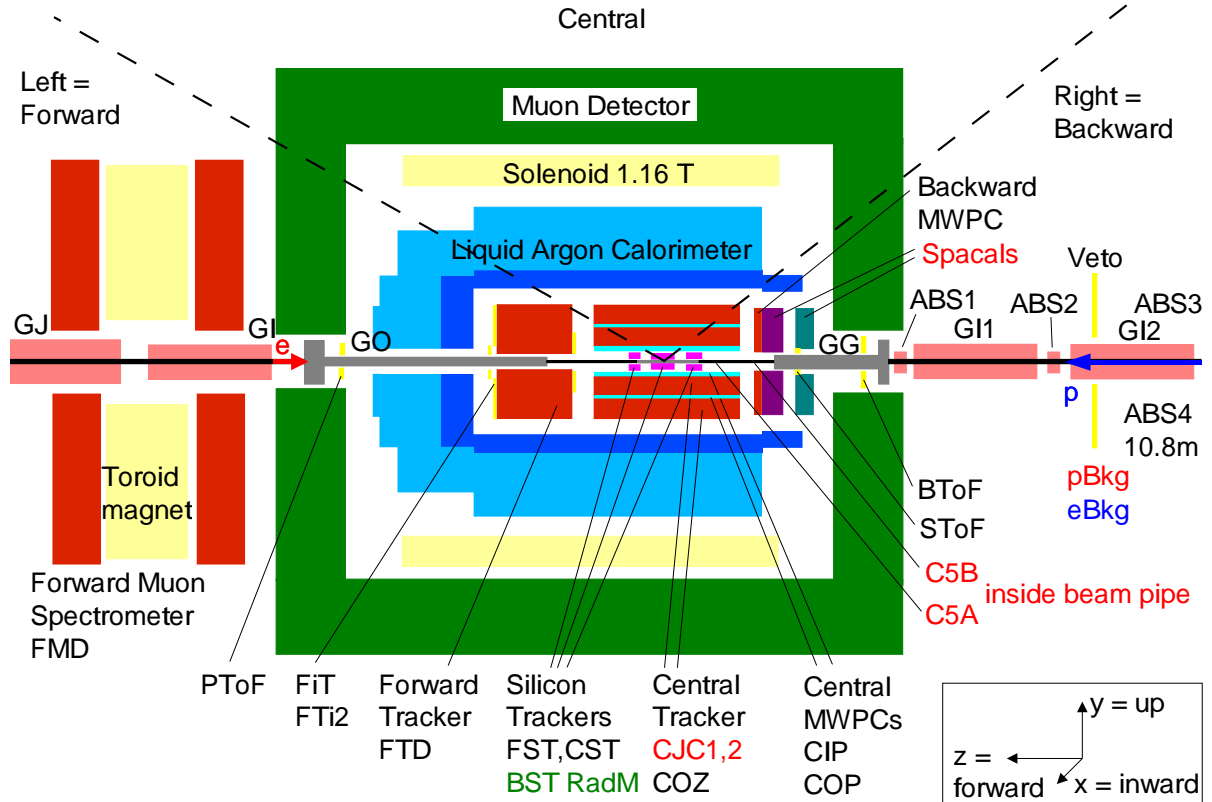 Central
Left =
Forward
Muon Detector
Right =
Backward
Solenoid 1.16 T
Backward
MWPC
Liquid Argon Calorimeter
Spacals
Veto
ABS1
ABS2
ABS3
GJ
GI
e
GO
GG
GI1
GI2
p
ABS4
10.8m
pBkg
eBkg
Toroid
magnet
BToF
SToF
C5B
inside beam pipe
C5A
Forward Muon
Spectrometer
FMD
PToF
FiT
FTi2
Forward
Tracker
FTD
Silicon
Trackers
FST,CST
BST RadM
Central
Tracker
CJC1,2
COZ
Central
MWPCs
CIP
COP
y = up
z =
forward
x = inward